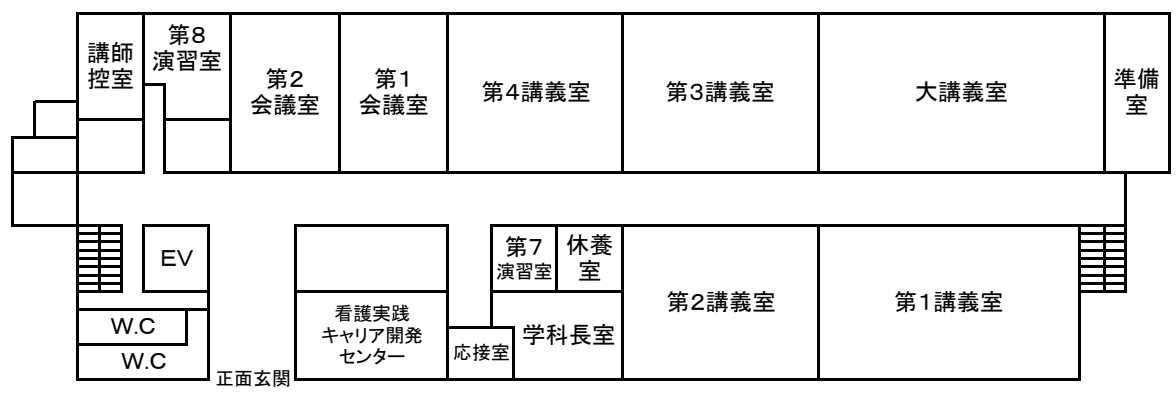 講師
控室
第8
演習室
第2
会議室
第1
会議室
第4講義室
第3講義室
大講義室
準備
室
EV
第7
演習室
休養
室
第2講義室
第1講義室
看護実践
キャリア開発
センター
応接室
学科長室
W.C
W.C
正面玄関